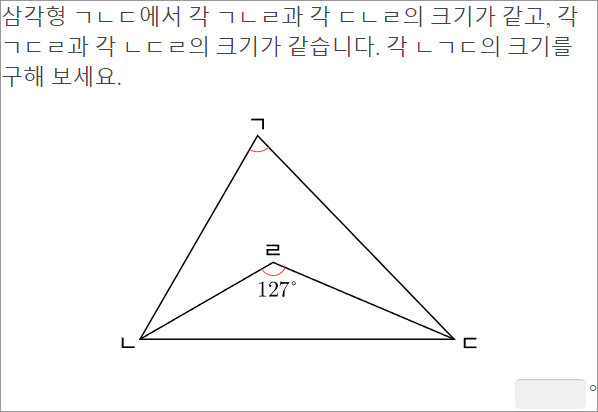 삼각형 ㄱㄴㄷ에서 각 ㄱㄴㄹ과 각 ㄷㄴㄹ의 크기가 같고, 각
ㄱㄷㄹ과 각 ㄴㄷㄹ의 크기가 같습니다. 각 ㄴㄱㄷ의 크기를
구해 보세요.
ㄱ
ㄹ
127°
ㄴ
ㄷ
°